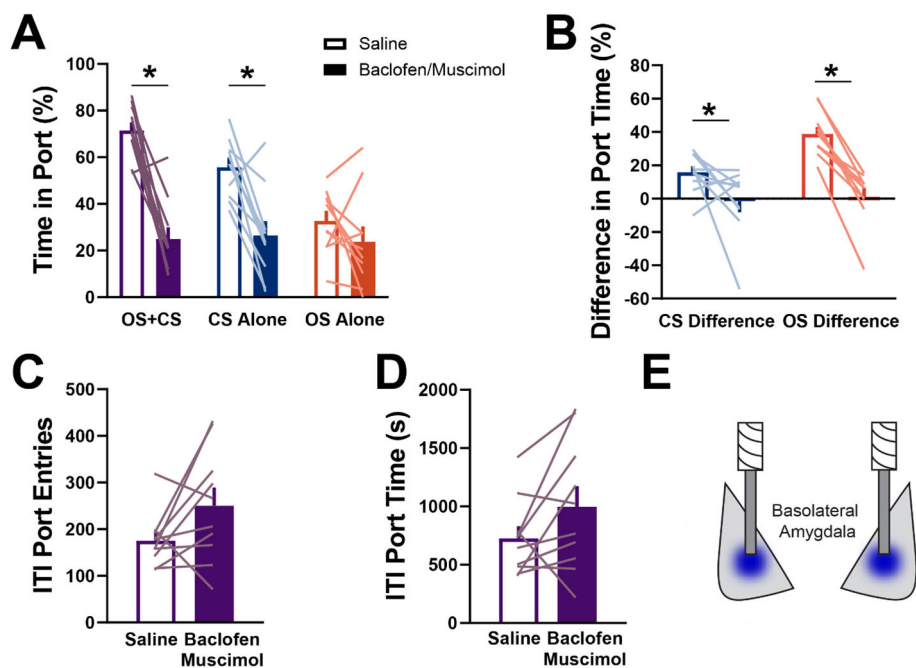 A
Saline
Baclofen/Muscimol
Time in Port (%)
100
80
60
40
20
0
*
*
OS+CS
CS Alone
OS Alone
B
Difference in Port Time (%)
80
60
40
20
0
-20
-40
-60
*
*
CS Difference
OS Difference
C
ITI Port Entries
500
400
300
200
100
0
Saline Baclofen
Muscimol
D
ITI Port Time (s)
2000
1500
1000
500
0
Saline Baclofen
Muscimol
E
Basolateral
Amygdala